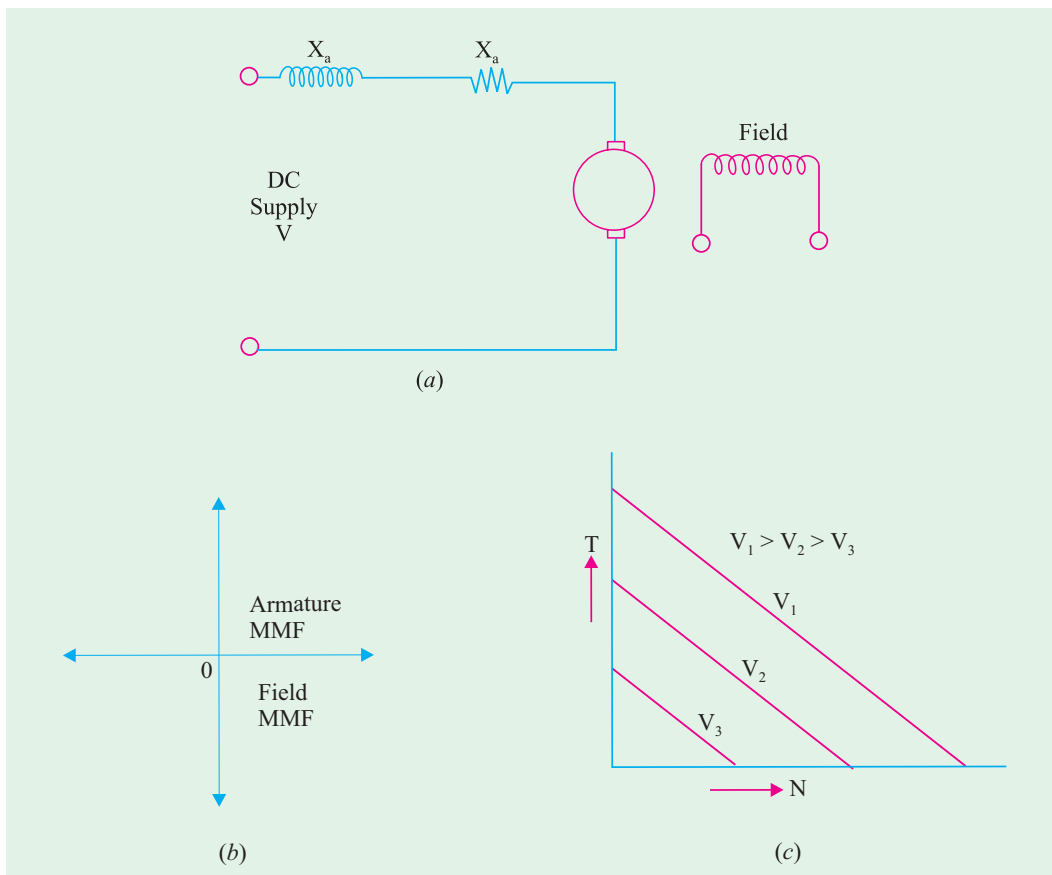 Xₐ
Xₐ
Field
DC
Supply
V
(a)
T
V₁ > V₂ > V₃
V₁
Armature
MMF
0
Field
MMF
V₂
V₃
N
(b)
(c)